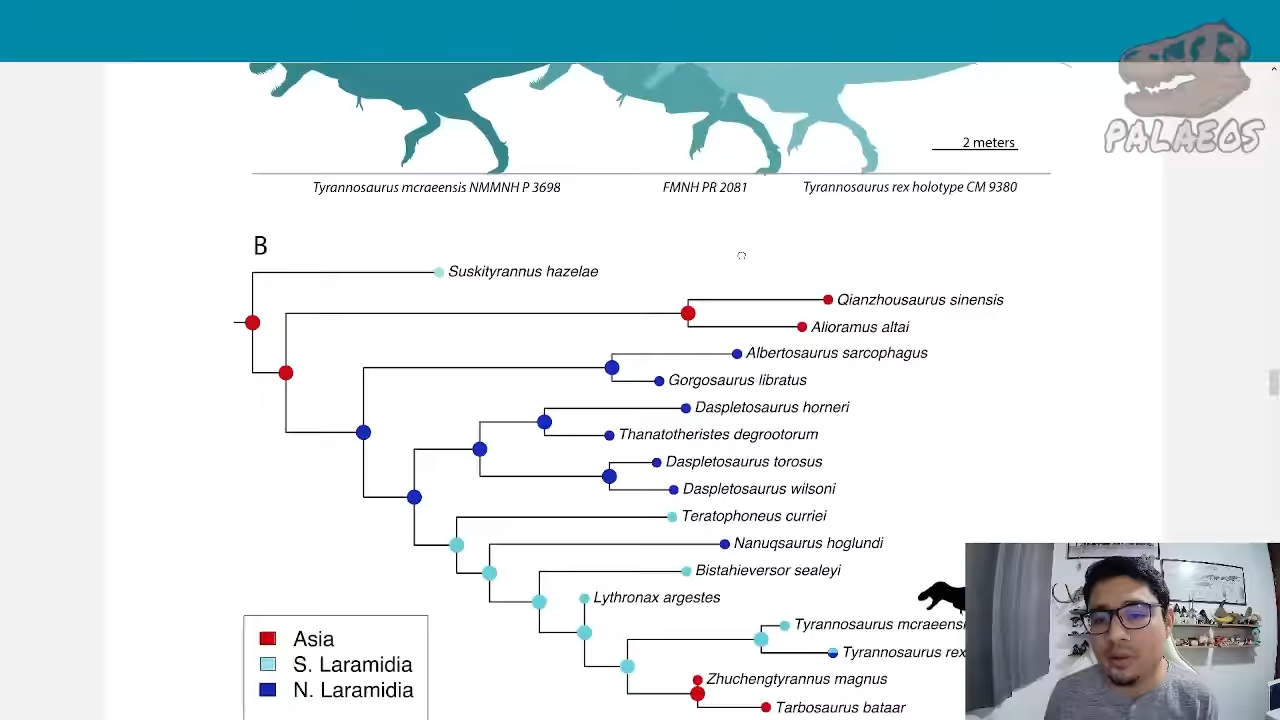 PALAEOS
2 meters
Tyrannosaurus mcraeensis NMMNH P 3698
FMNH PR 2081
Tyrannosaurus rex holotype CM 9380
B
Suskityrannus hazelae
Qianzhousaurus sinensis
Alioramus altai
Albertosaurus sarcophagus
Gorgosaurus libratus
Daspletosaurus horneri
Thanatotheristes degrootorum
Daspletosaurus torosus
Daspletosaurus wilsoni
Teratophoneus curriei
Nanuqsaurus hoglundi
Bistahieversor sealeyi
Lythronax argestes
Tyrannosaurus mcraeensi
Tyrannosaurus rex
Zhuchengtyrannus magnus
Tarbosaurus bataar
Asia
S. Laramidia
N. Laramidia